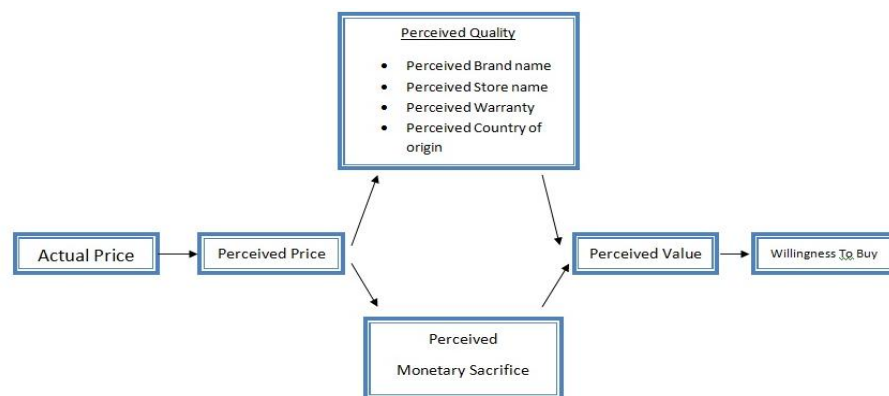 Perceived Quality
• Perceived Brand name
• Perceived Store name
• Perceived Warranty
• Perceived Country of
origin
Actual Price
Perceived Price
Perceived Value
Willingness To Buy
Perceived
Monetary Sacrifice